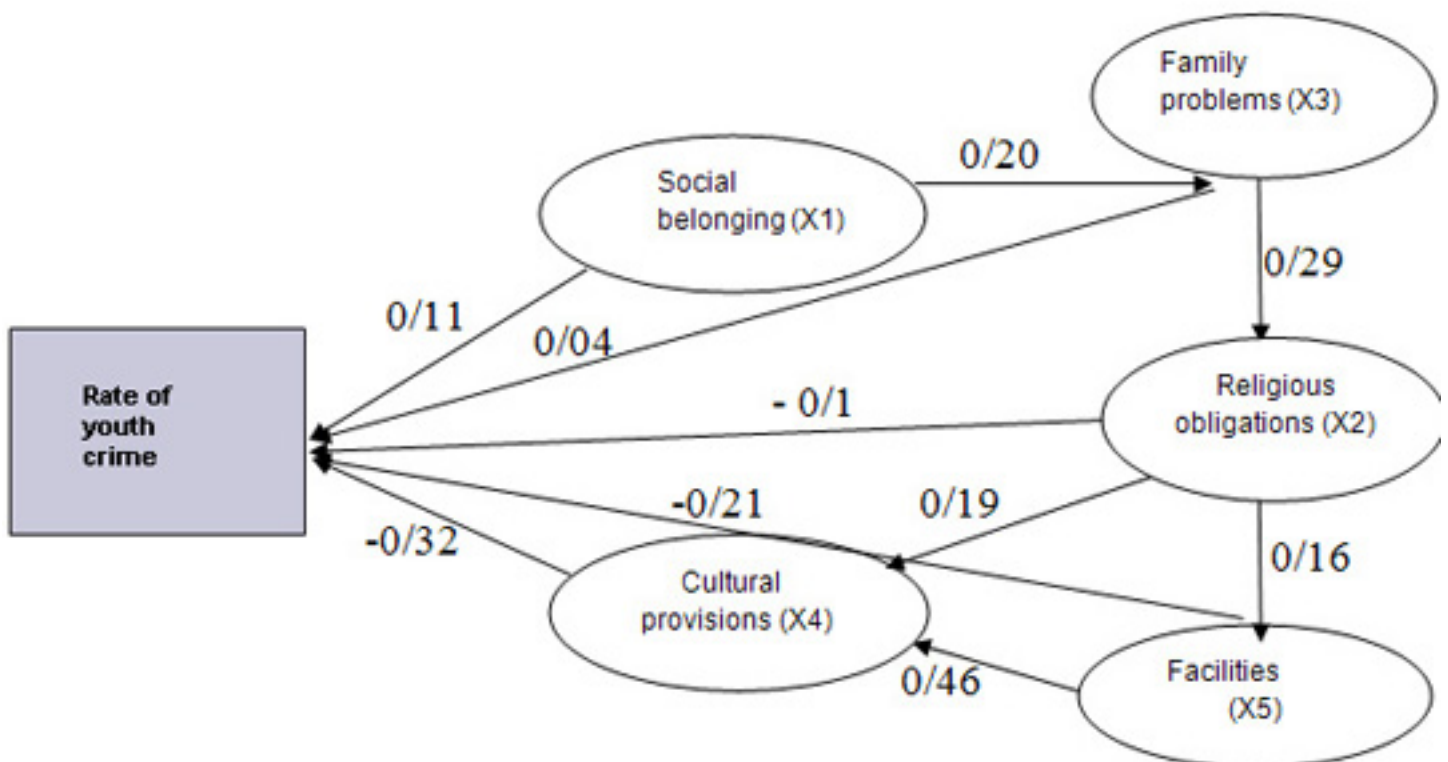 Family
problems (X3)
0/20
Social
belonging (X1)
0/29
0/11
0/04
Rate of
youth
crime
- 0/1
Religious
obligations (X2)
-0/21
0/19
-0/32
0/16
Cultural
provisions (X4)
0/46
Facilities
(X5)